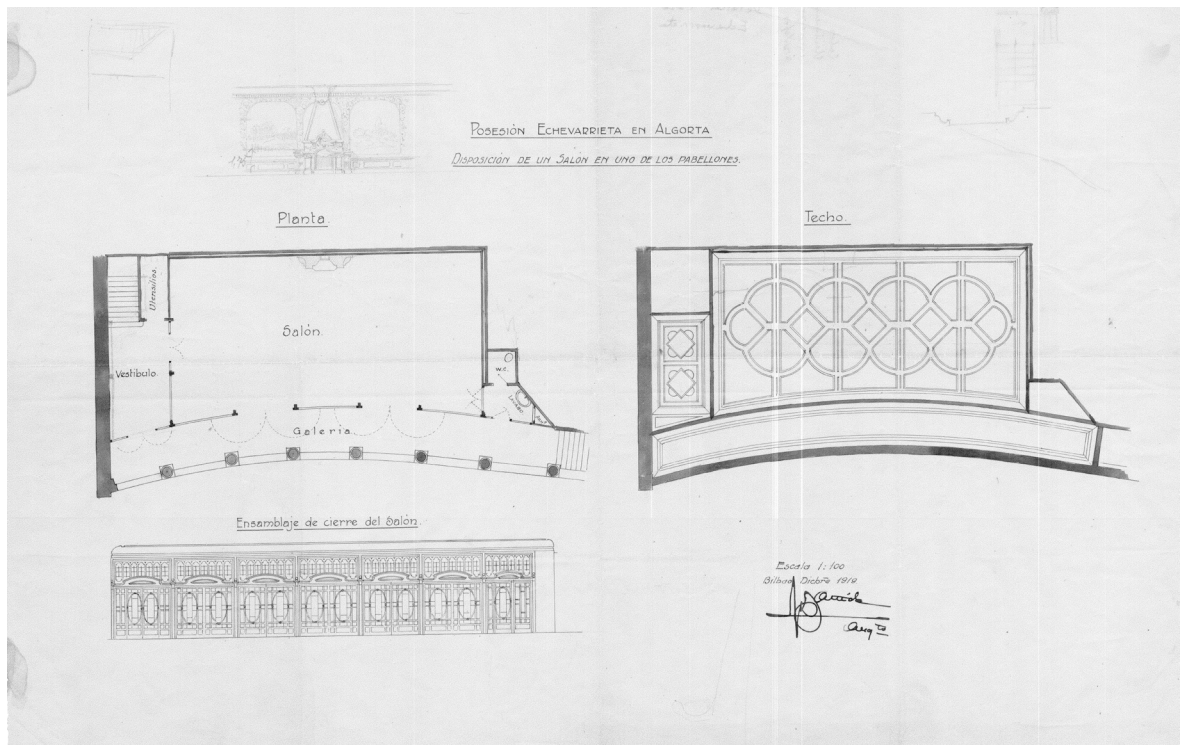 POSESIÓN ECHEVARRIETA EN ALGORTA
DISPOSICIÓN DE UN SALÓN EN UNO DE LOS PABELLONES.
Planta.
Techo.
Utensilios.
Salón.
Vestíbulo.
W.C.
Lavabo
Galería.
Ensamblaje de cierre del Salón.
Escala 1:100
Bilbao Dicbre 1919
Arqto